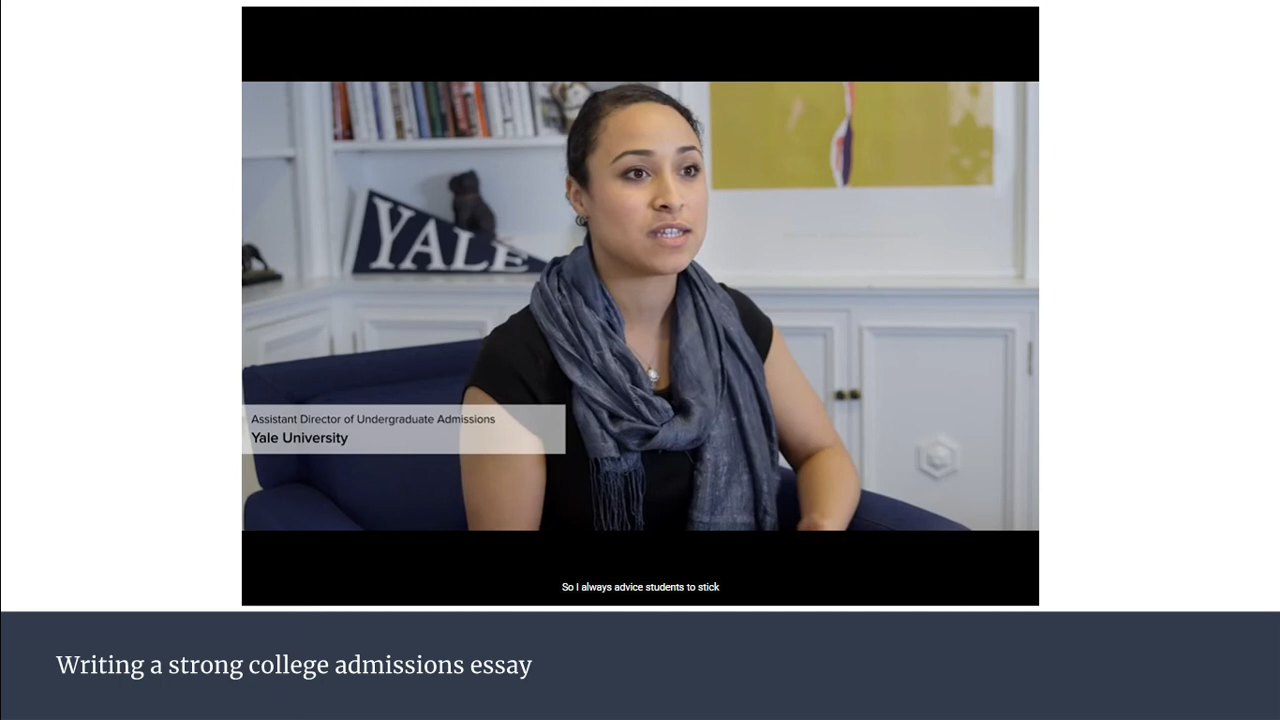 YALE
Assistant Director of Undergraduate Admissions
Yale University
So I always advice students to stick
Writing a strong college admissions essay